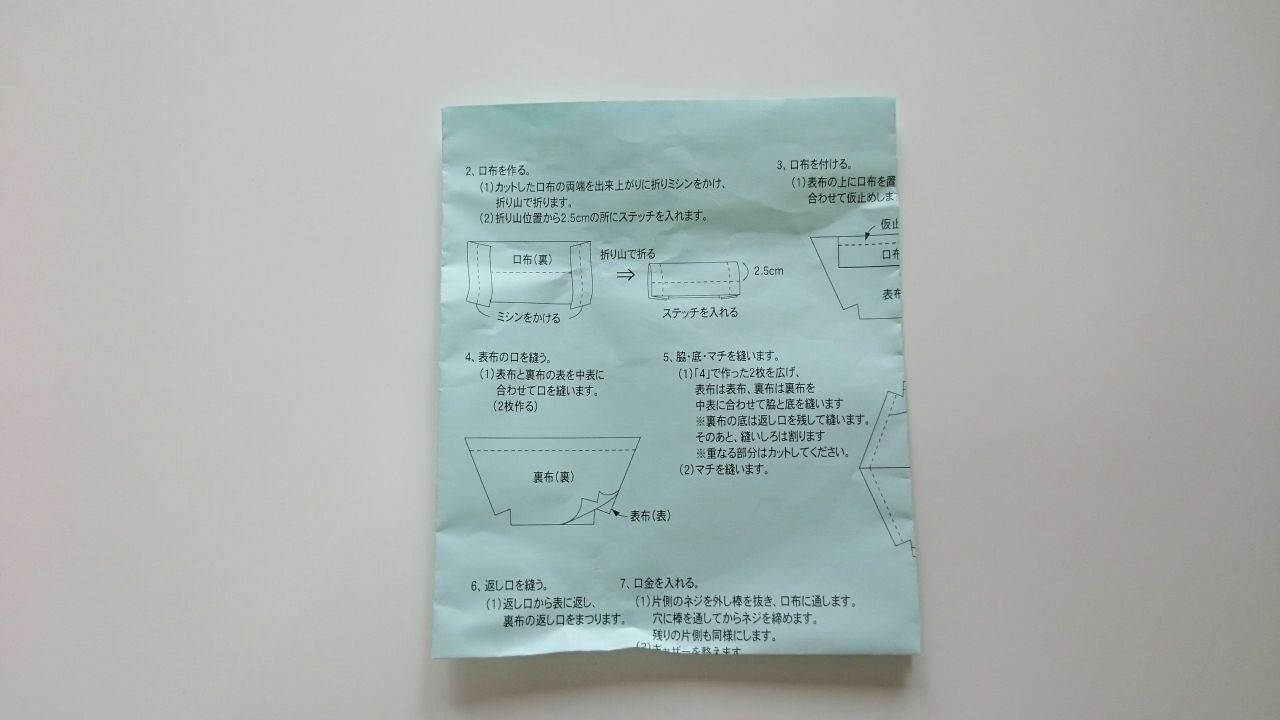 2、口布を作る。
(1)カットした口布の両端を出来上がりに折りミシンをかけ、
折り山で折ります。
(2)折り山位置から2.5cmの所にステッチを入れます。
口布(裏)
折り山で折る
⇒
2.5cm
ミシンをかける
ステッチを入れる
3、口布を付ける。
(1)表布の上に口布を置
合わせて仮止めしま
仮止
口布
表布
4、表布の口を縫う。
(1)表布と裏布の表を中表に
合わせて口を縫います。
(2枚作る)
裏布(裏)
表布(表)
5、脇・底・マチを縫います。
(1)「4」で作った2枚を広げ、
表布は表布、裏布は裏布を
中表に合わせて脇と底を縫います
※裏布の底は返し口を残して縫います。
そのあと、縫いしろは割ります
※重なる部分はカットしてください。
(2)マチを縫います。
6、返し口を縫う。
(1)返し口から表に返し、
裏布の返し口をまつります。
7、口金を入れる。
(1)片側のネジを外し棒を抜き、口布に通します。
穴に棒を通してからネジを締めます。
残りの片側も同様にします。
(2)ギャザーを整えます